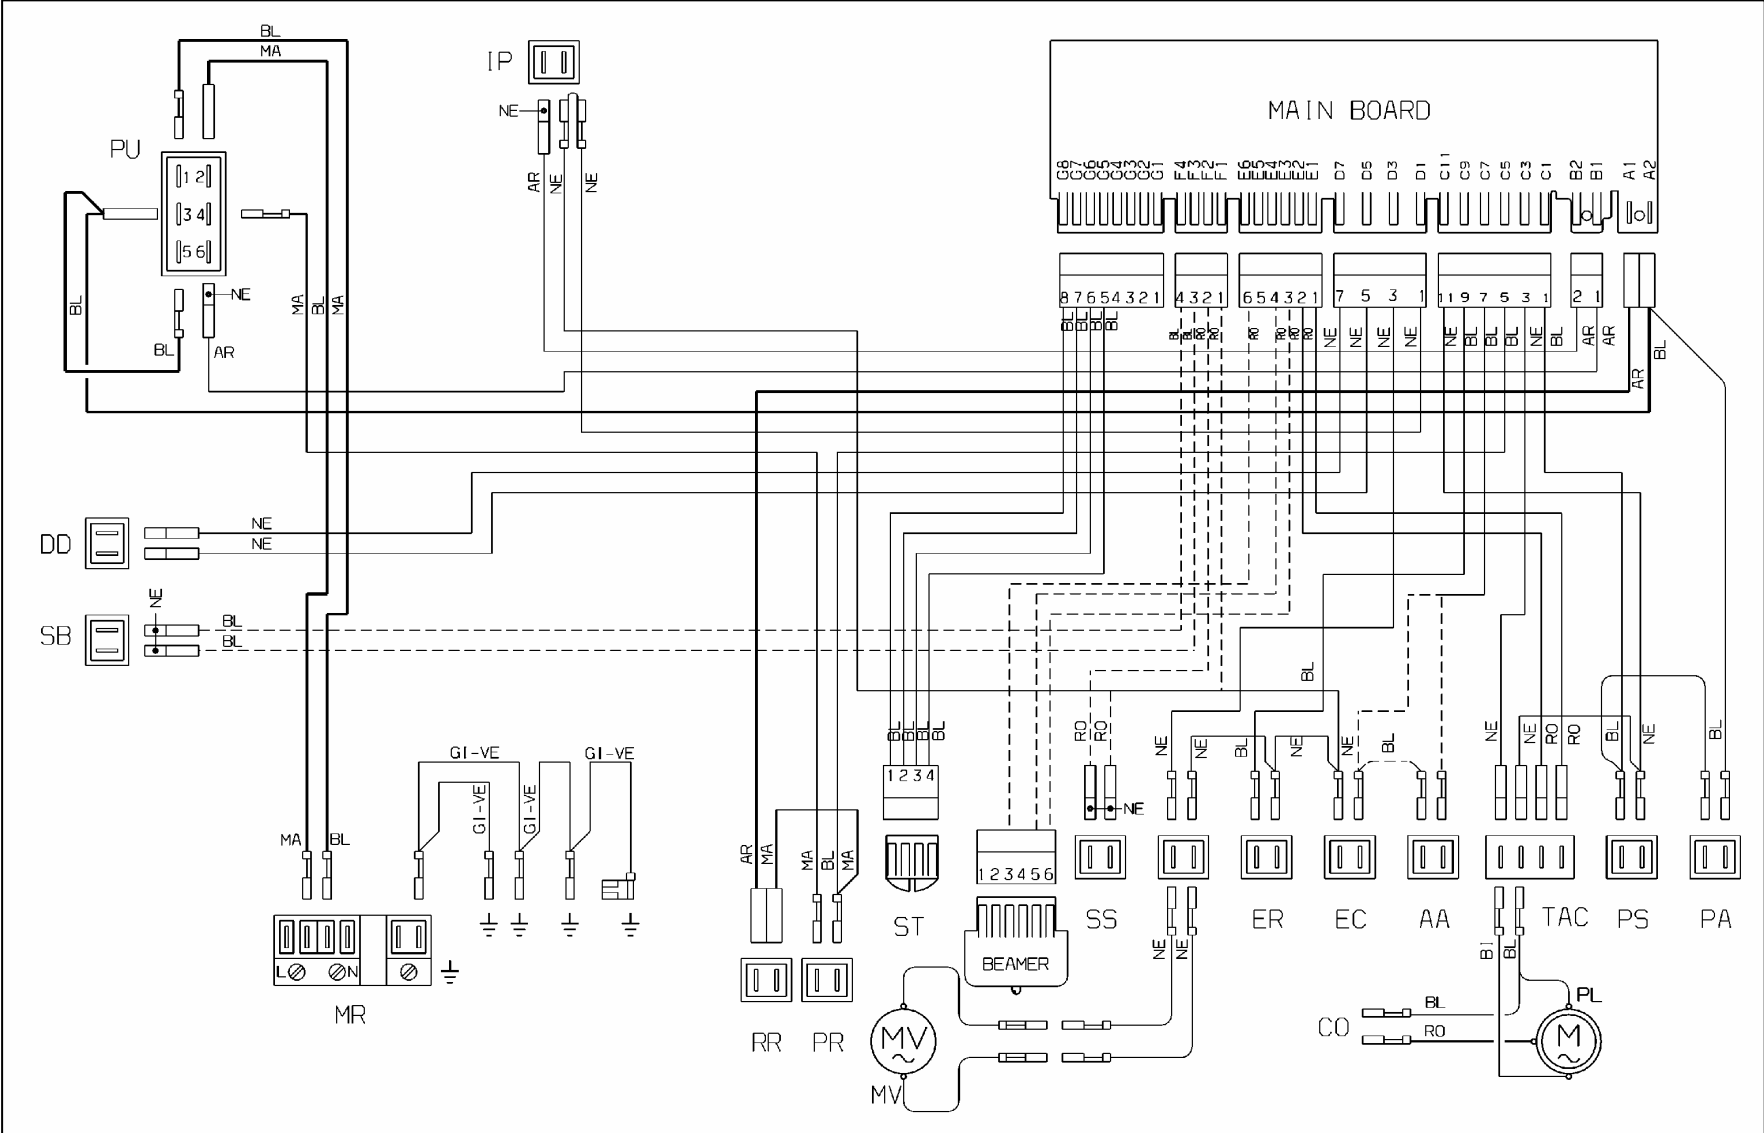 BL
MA
IP
NE
MAIN BOARD
PU
1 2
3 4
5 6
AR
NE
NE
G8 G7 G6 G5 G4 G3 G2 G1 F4 F3 F2 F1 E6 E5 E4 E3 E2 E1 D7 D5 D3 D1 C11 C9 C7 C5 C3 C1 B2 B1 A1 A2
8 7 6 5 4 3 2 1 4 3 2 1 6 5 4 3 2 1 7 5 3 1 11 9 7 5 3 1 2 1
NE
BL
MA
BL
MA
BL BL BL BL BL BL RO RO RO RO RO RO NE NE NE NE NE BL BL BL NE BL AR AR
AR BL
BL
AR
DD
NE
NE
NE
SB
BL
BL
BL
BL BL BL BL
RO RO
NE NE
BL NE NE
BL
NE NE RO RO
BL NE
BL
GI-VE
GI-VE
GI-VE
GI-VE
1 2 3 4
NE
MA
BL
AR MA
MA BL MA
1 2 3 4 5 6
ST
SS
ER
EC
AA
TAC
PS
PA
L
N
MR
BEAMER
NE NE
BI BL
RR
PR
MV
MV
CO
BL
RO
PL
M